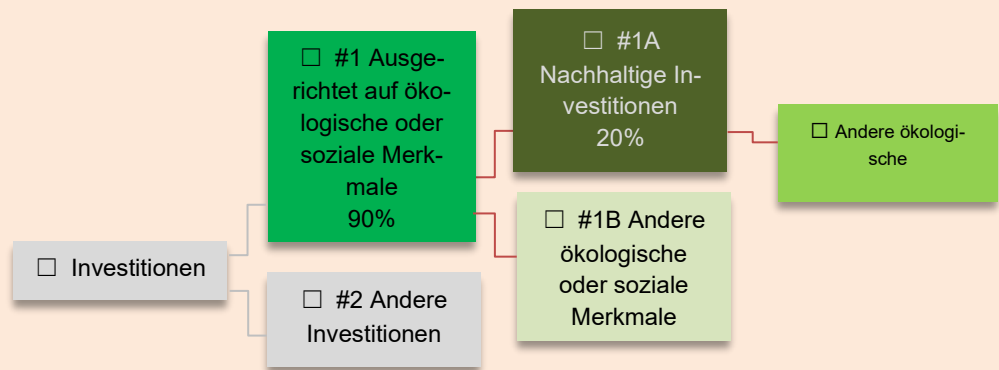 ☐ Investitionen
☐ #1 Ausge-
richtet auf öko-
logische oder
soziale Merk-
male
90%
☐ #2 Andere
Investitionen
☐ #1A
Nachhaltige In-
vestitionen
20%
☐ #1B Andere
ökologische
oder soziale
Merkmale
☐ Andere ökologi-
sche